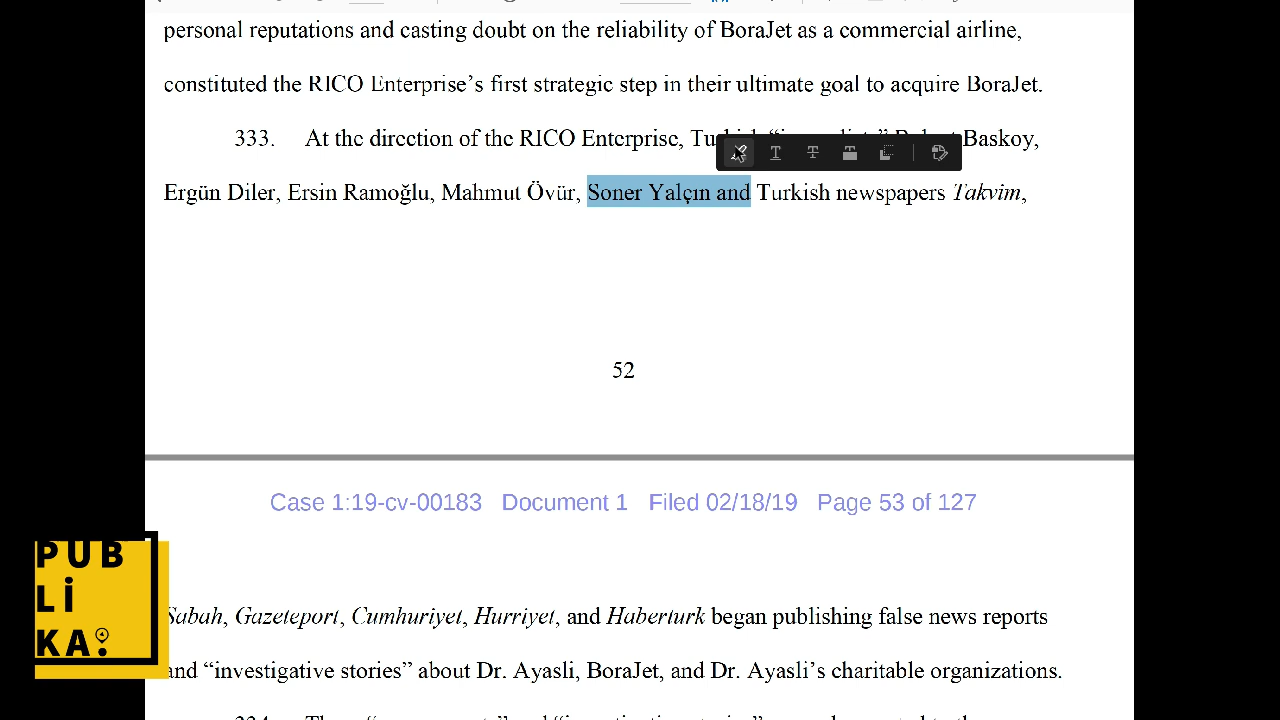 personal reputations and casting doubt on the reliability of BoraJet as a commercial airline,
constituted the RICO Enterprise’s first strategic step in their ultimate goal to acquire BoraJet.
333. At the direction of the RICO Enterprise, Baskoy,
Ergün Diler, Ersin Ramoğlu, Mahmut Övür, Soner Yalçın and Turkish newspapers Takvim,
52
Case 1:19-cv-00183 Document 1 Filed 02/18/19 Page 53 of 127
Sabah, Gazeteport, Cumhuriyet, Hurriyet, and Haberturk began publishing false news reports
and “investigative stories” about Dr. Ayasli, BoraJet, and Dr. Ayasli’s charitable organizations.
PUB
Lİ
KA